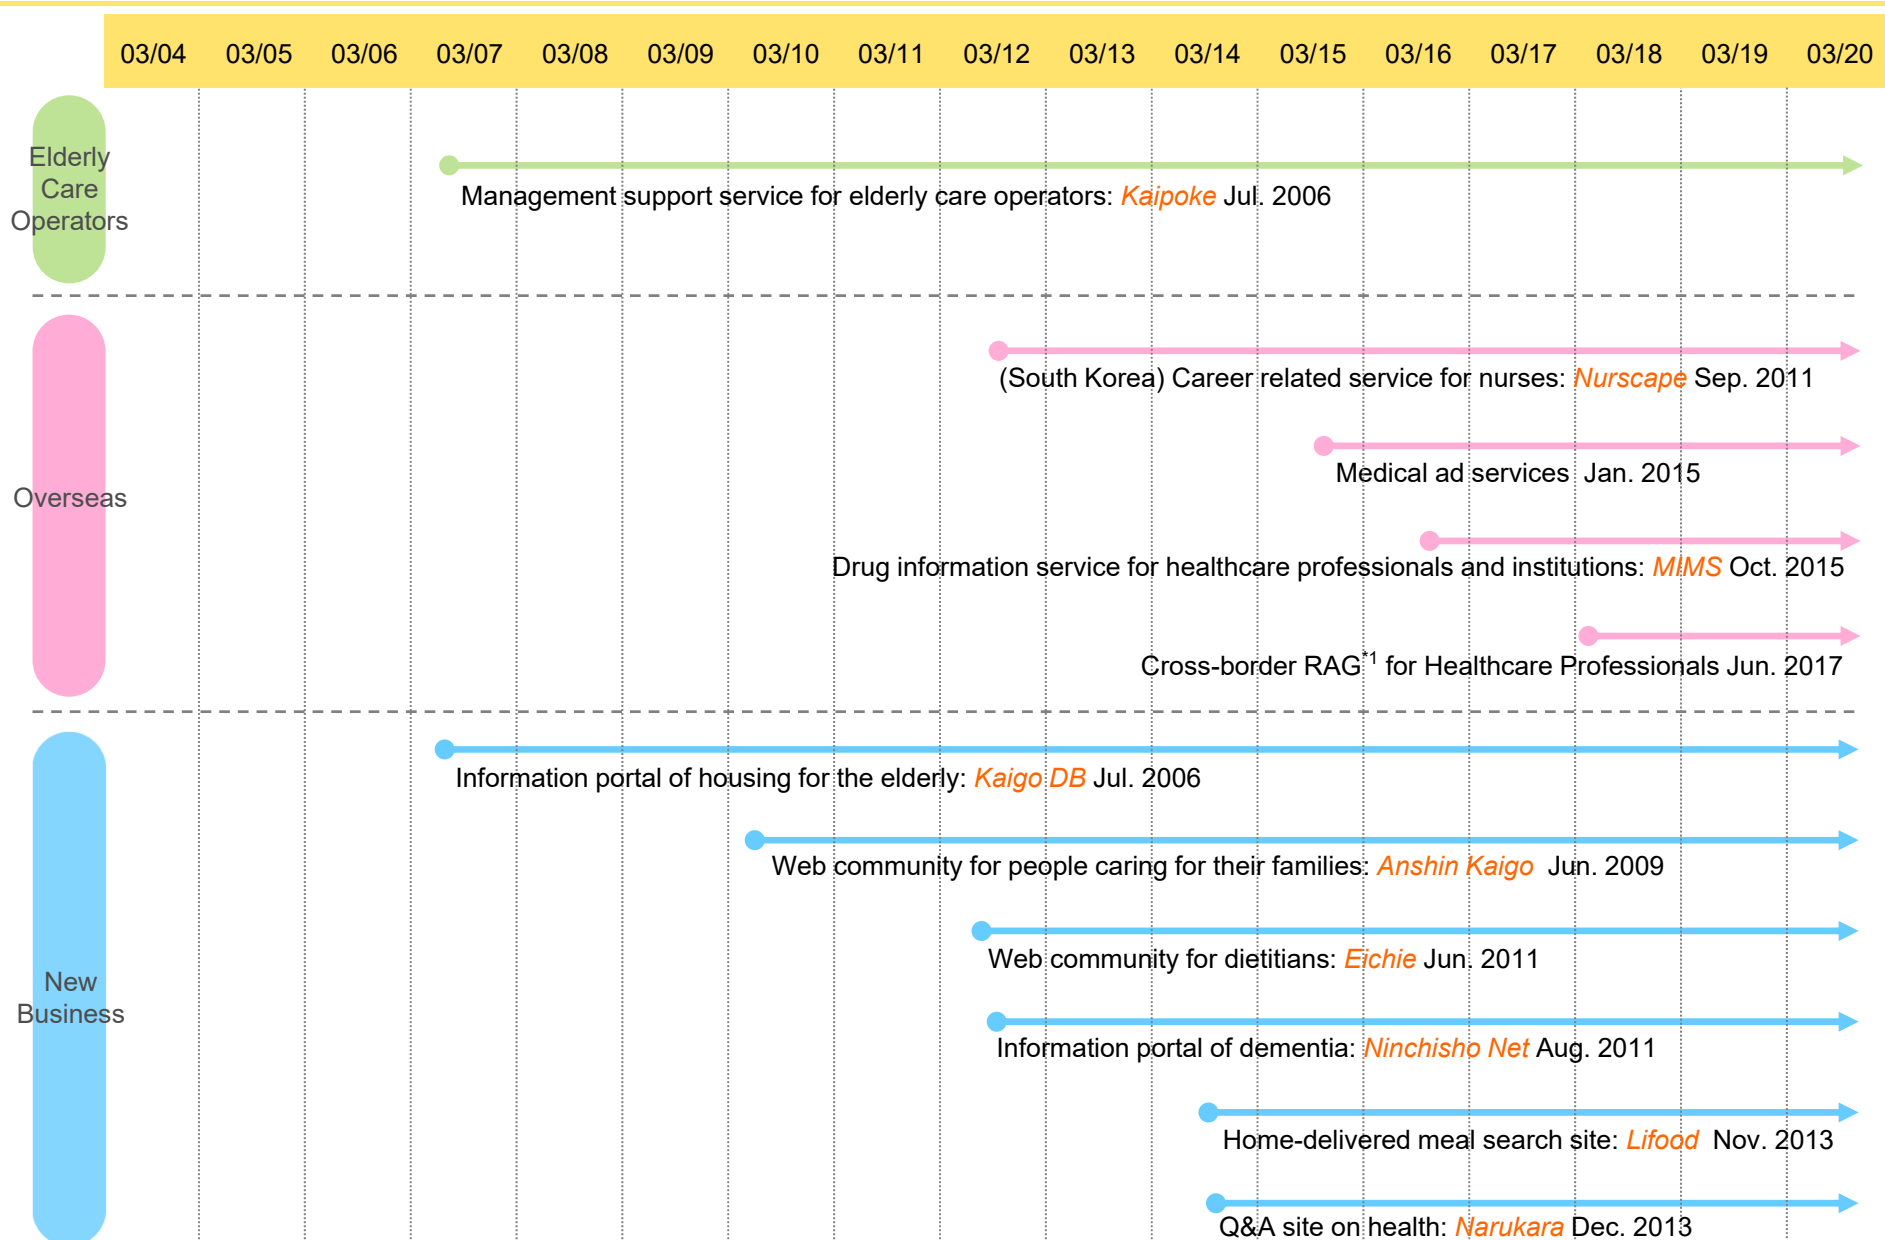 03/04 03/05 03/06 03/07 03/08 03/09 03/10 03/11 03/12 03/13 03/14 03/15 03/16 03/17 03/18 03/19 03/20
Elderly
Care
Operators
Management support service for elderly care operators: Kaipoke Jul. 2006
Overseas
(South Korea) Career related service for nurses: Nurscape Sep. 2011
Medical ad services Jan. 2015
Drug information service for healthcare professionals and institutions: MIMS Oct. 2015
Cross-border RAG*1 for Healthcare Professionals Jun. 2017
New
Business
Information portal of housing for the elderly: Kaigo DB Jul. 2006
Web community for people caring for their families: Anshin Kaigo Jun. 2009
Web community for dietitians: Eichie Jun. 2011
Information portal of dementia: Ninchisho Net Aug. 2011
Home-delivered meal search site: Lifood Nov. 2013
Q&A site on health: Narukara Dec. 2013